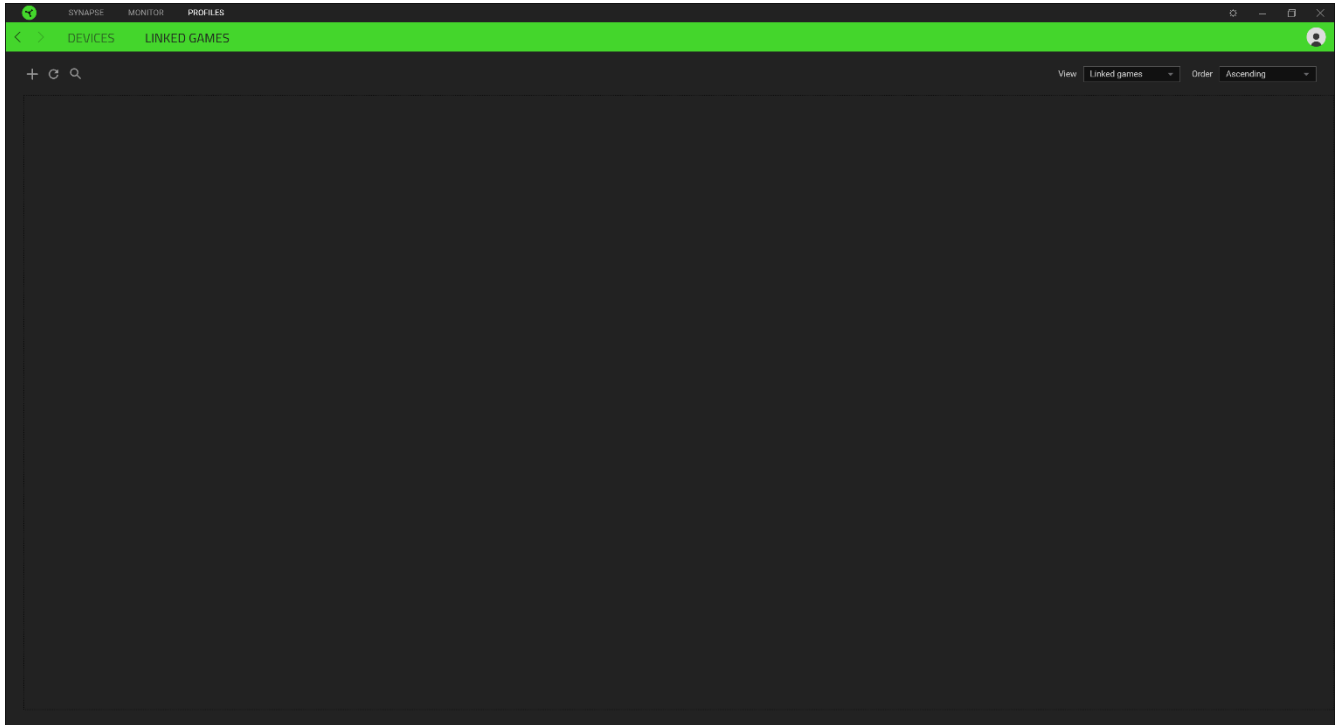 SYNAPSE MONITOR PROFILES
DEVICES LINKED GAMES
View Linked games Order Ascending